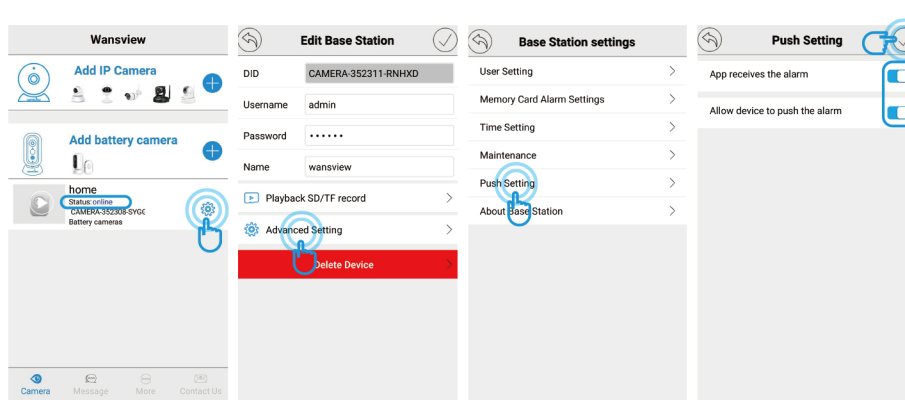 Wansview
Add IP Camera
Add battery camera
home
Status:online
CAMERA-352308-SYGC
Battery cameras
Camera
Message
More
Contact Us
Edit Base Station
DID
CAMERA-352311-RNHXD
Username
admin
Password
••••••
Name
wansview
Playback SD/TF record
Advanced Setting
Delete Device
Base Station settings
User Setting
Memory Card Alarm Settings
Time Setting
Maintenance
Push Setting
About Base Station
Push Setting
App receives the alarm
Allow device to push the alarm